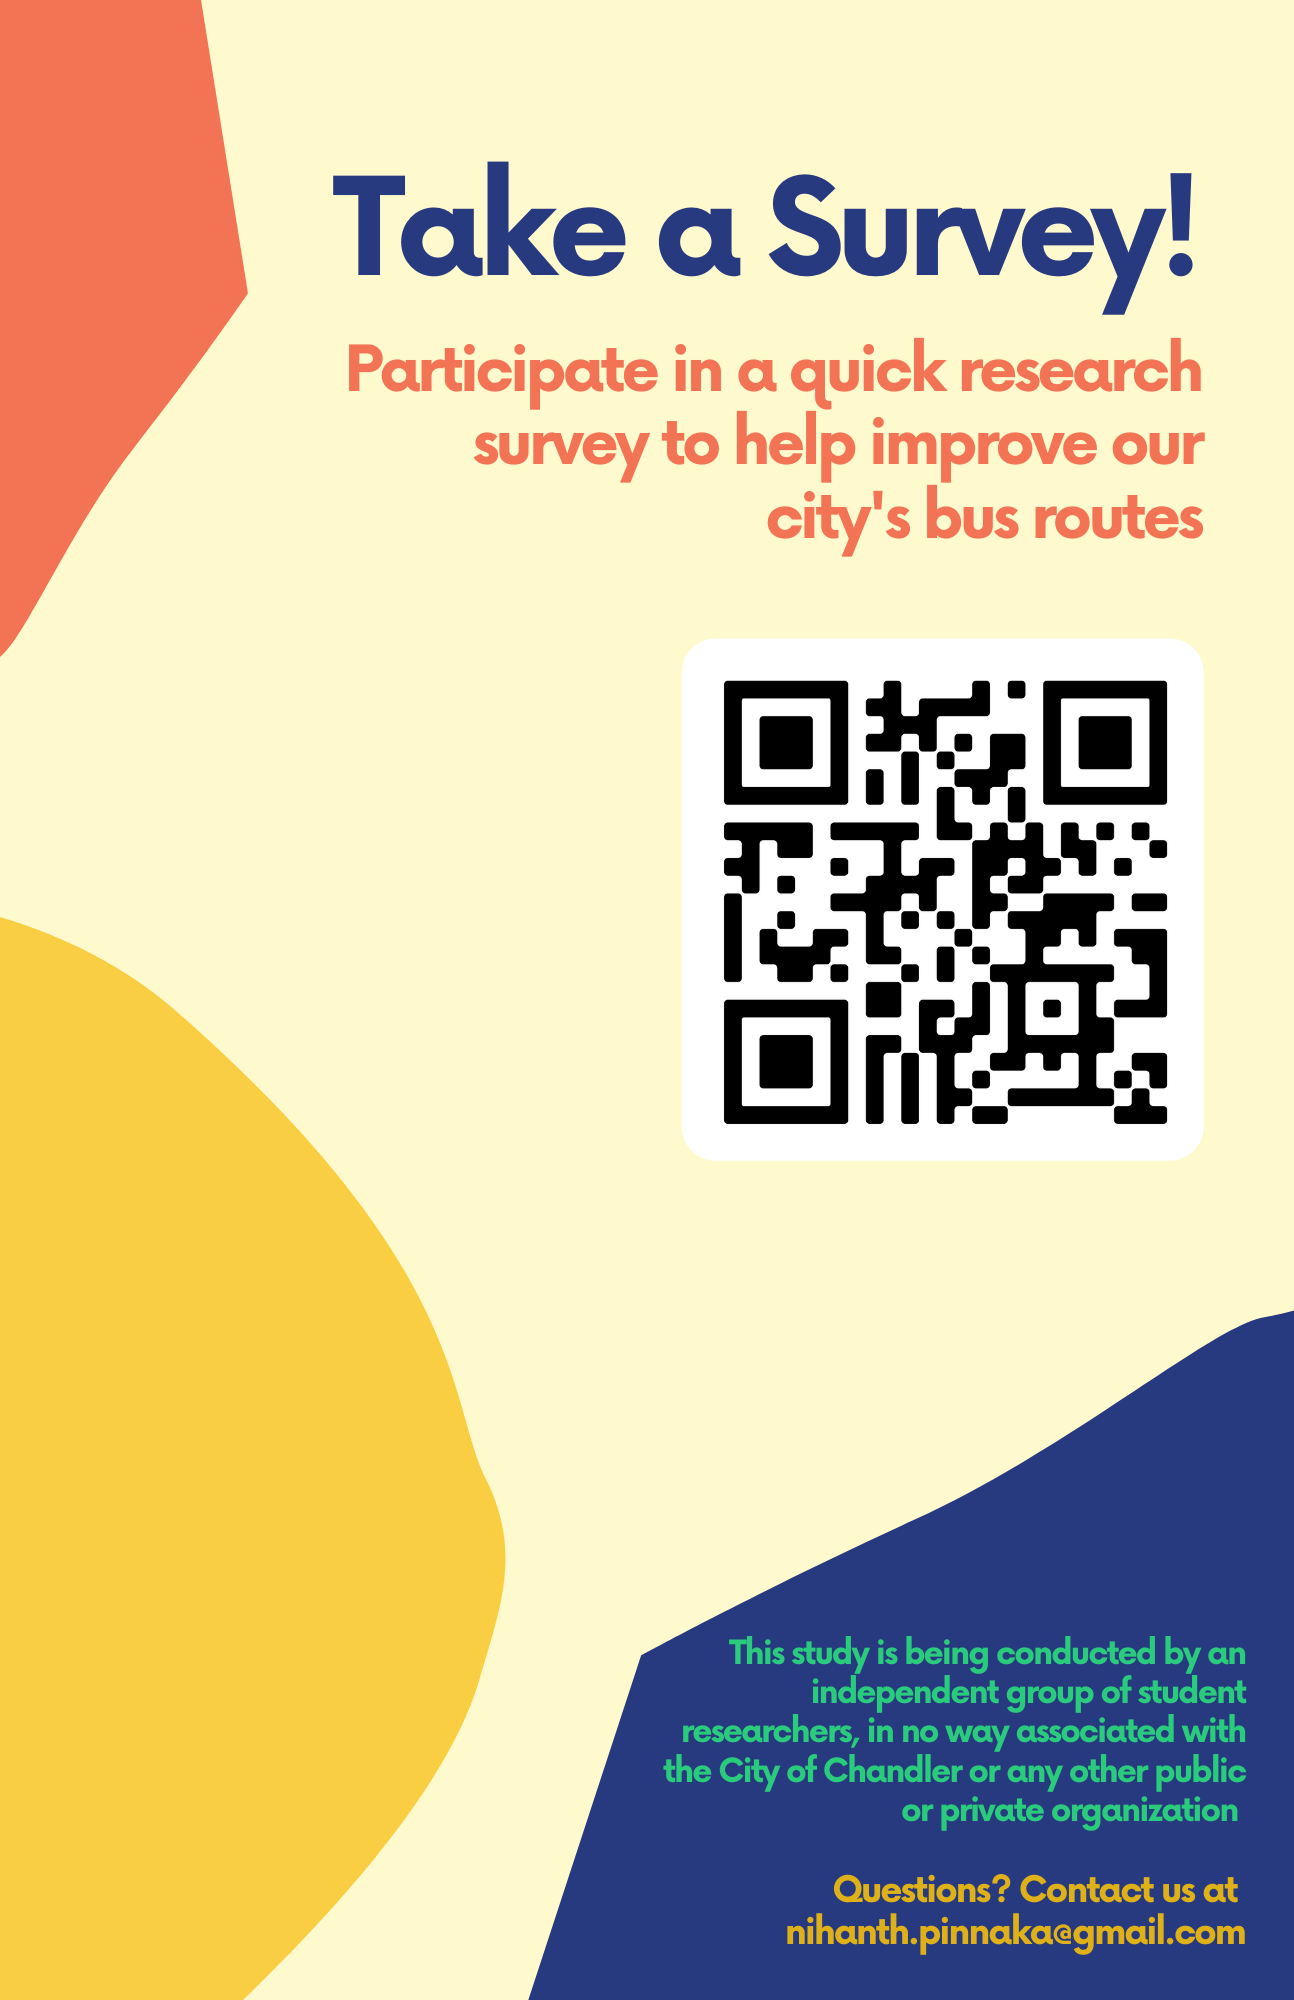 Take a Survey!
Participate in a quick research
survey to help improve our
city's bus routes
This study is being conducted by an
independent group of student
researchers, in no way associated with
the City of Chandler or any other public
or private organization
Questions? Contact us at
nihanth.pinnaka@gmail.com